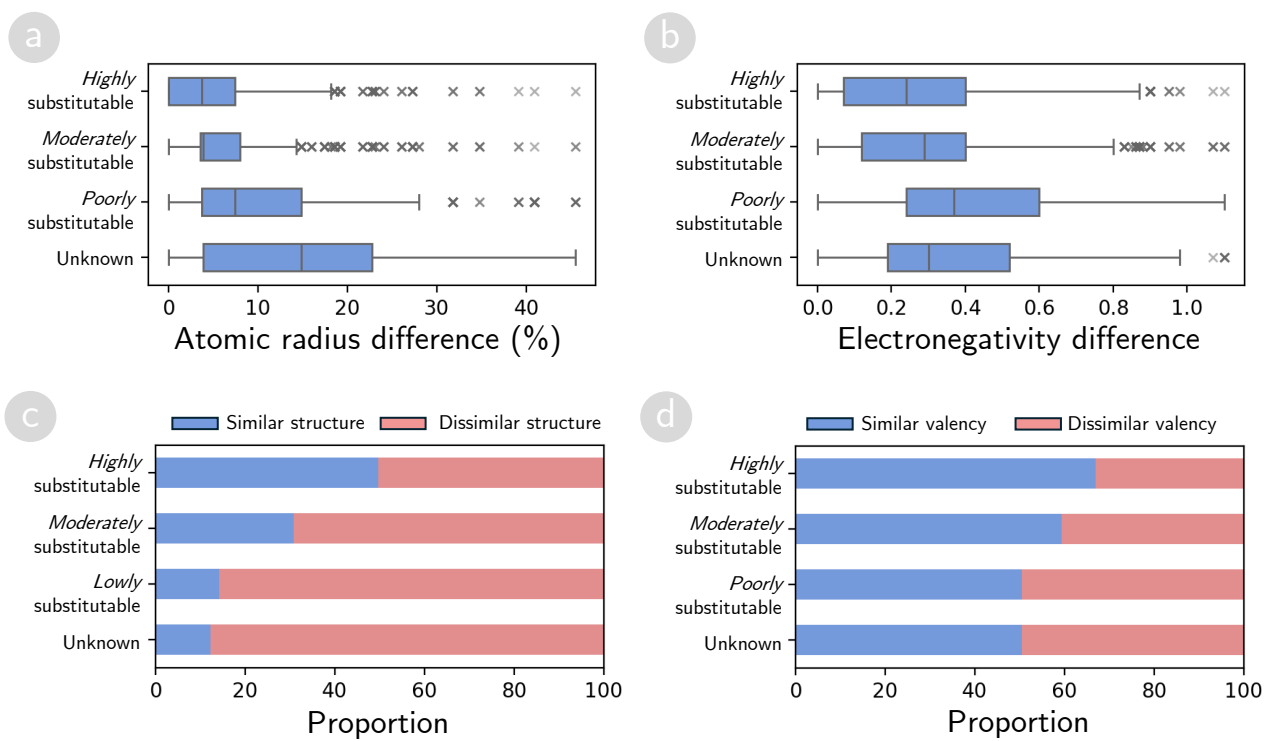 a
Highly
substitutable
Moderately
substitutable
Poorly
substitutable
Unknown
0 10 20 30 40
Atomic radius difference (%)
b
Highly
substitutable
Moderately
substitutable
Poorly
substitutable
Unknown
0.0 0.2 0.4 0.6 0.8 1.0
Electronegativity difference
c
Similar structure Dissimilar structure
Highly
substitutable
Moderately
substitutable
Lowly
substitutable
Unknown
0 20 40 60 80 100
Proportion
d
Similar valency Dissimilar valency
Highly
substitutable
Moderately
substitutable
Poorly
substitutable
Unknown
0 20 40 60 80 100
Proportion